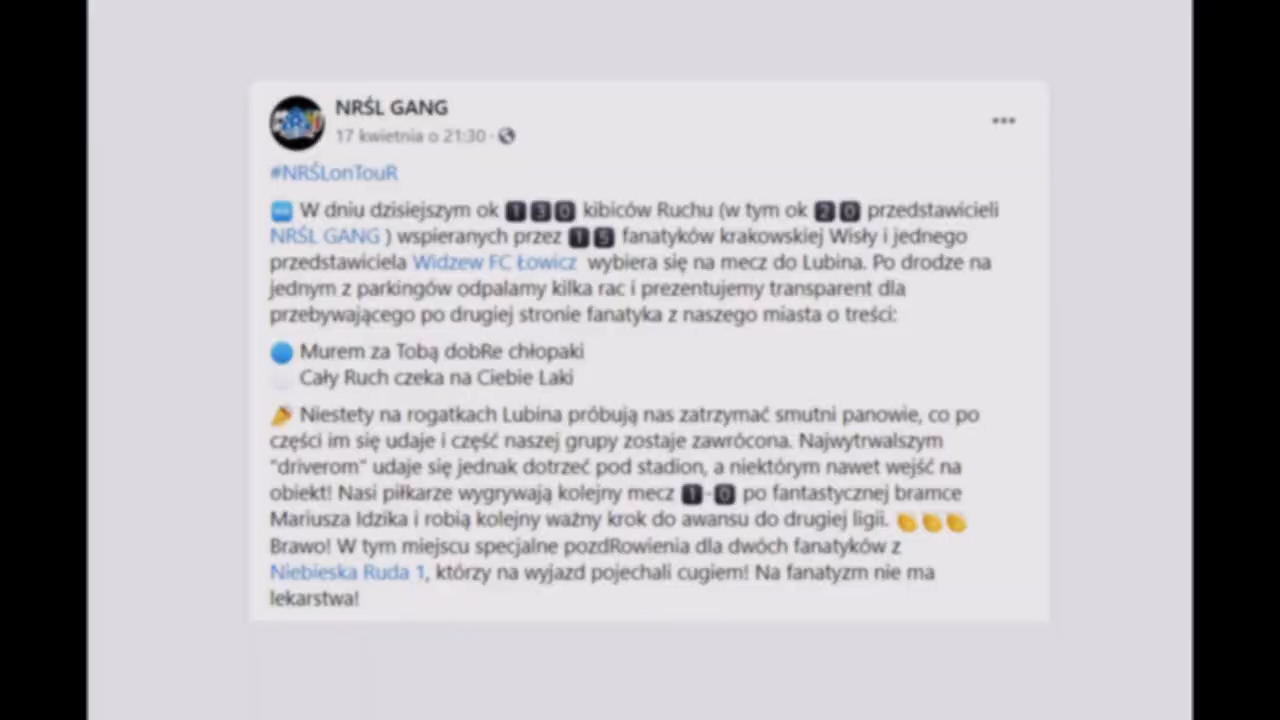 NRŚL GANG
17 kwietnia o 21:30 ·
#NRŚLonTouR
W dniu dzisiejszym ok 130 kibiców Ruchu (w tym ok 20 przedstawicieli
NRŚL GANG ) wspieranych przez 15 fanatyków krakowskiej Wisły i jednego
przedstawiciela Widzew FC Łowicz wybiera się na mecz do Lubina. Po drodze na
jednym z parkingów odpalamy kilka rac i prezentujemy transparent dla
przebywającego po drugiej stronie fanatyka z naszego miasta o treści:
Murem za Tobą dobRe chłopaki
Cały Ruch czeka na Ciebie Laki
Niestety na rogatkach Lubina próbują nas zatrzymać smutni panowie, co po
części im się udaje i część naszej grupy zostaje zawrócona. Najwytrwalszym
"driverom" udaje się jednak dotrzeć pod stadion, a niektórym nawet wejść na
obiekt! Nasi piłkarze wygrywają kolejny mecz 1-0 po fantastycznej bramce
Mariusza Idzika i robią kolejny ważny krok do awansu do drugiej ligii.
Brawo! W tym miejscu specjalne pozdRowienia dla dwóch fanatyków z
Niebieska Ruda 1, którzy na wyjazd pojechali cugiem! Na fanatyzm nie ma
lekarstwa!